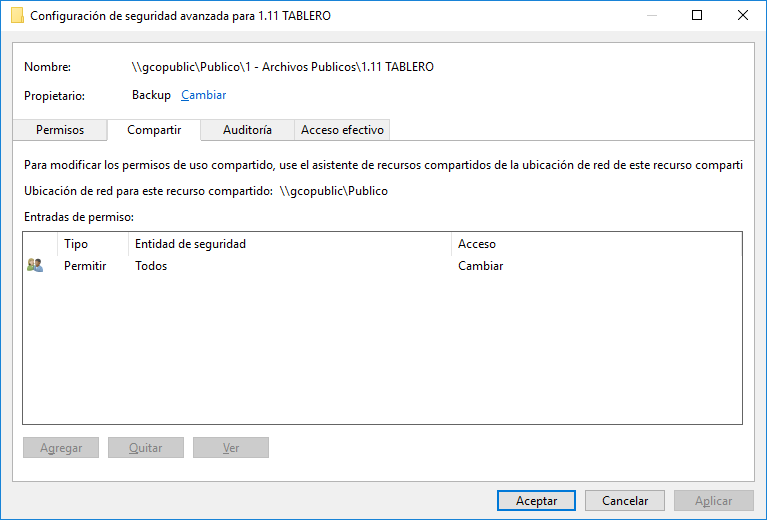 Configuración de seguridad avanzada para 1.11 TABLERO
Nombre: \\gcopublic\Publico\1 - Archivos Publicos\1.11 TABLERO
Propietario: Backup Cambiar
Permisos Compartir Auditoría Acceso efectivo
Para modificar los permisos de uso compartido, use el asistente de recursos compartidos de la ubicación de red de este recurso comparti
Ubicación de red para este recurso compartido: \\gcopublic\Publico
Entradas de permiso:
Tipo Entidad de seguridad Acceso
Permitir Todos Cambiar
Agregar Quitar Ver
Aceptar Cancelar Aplicar